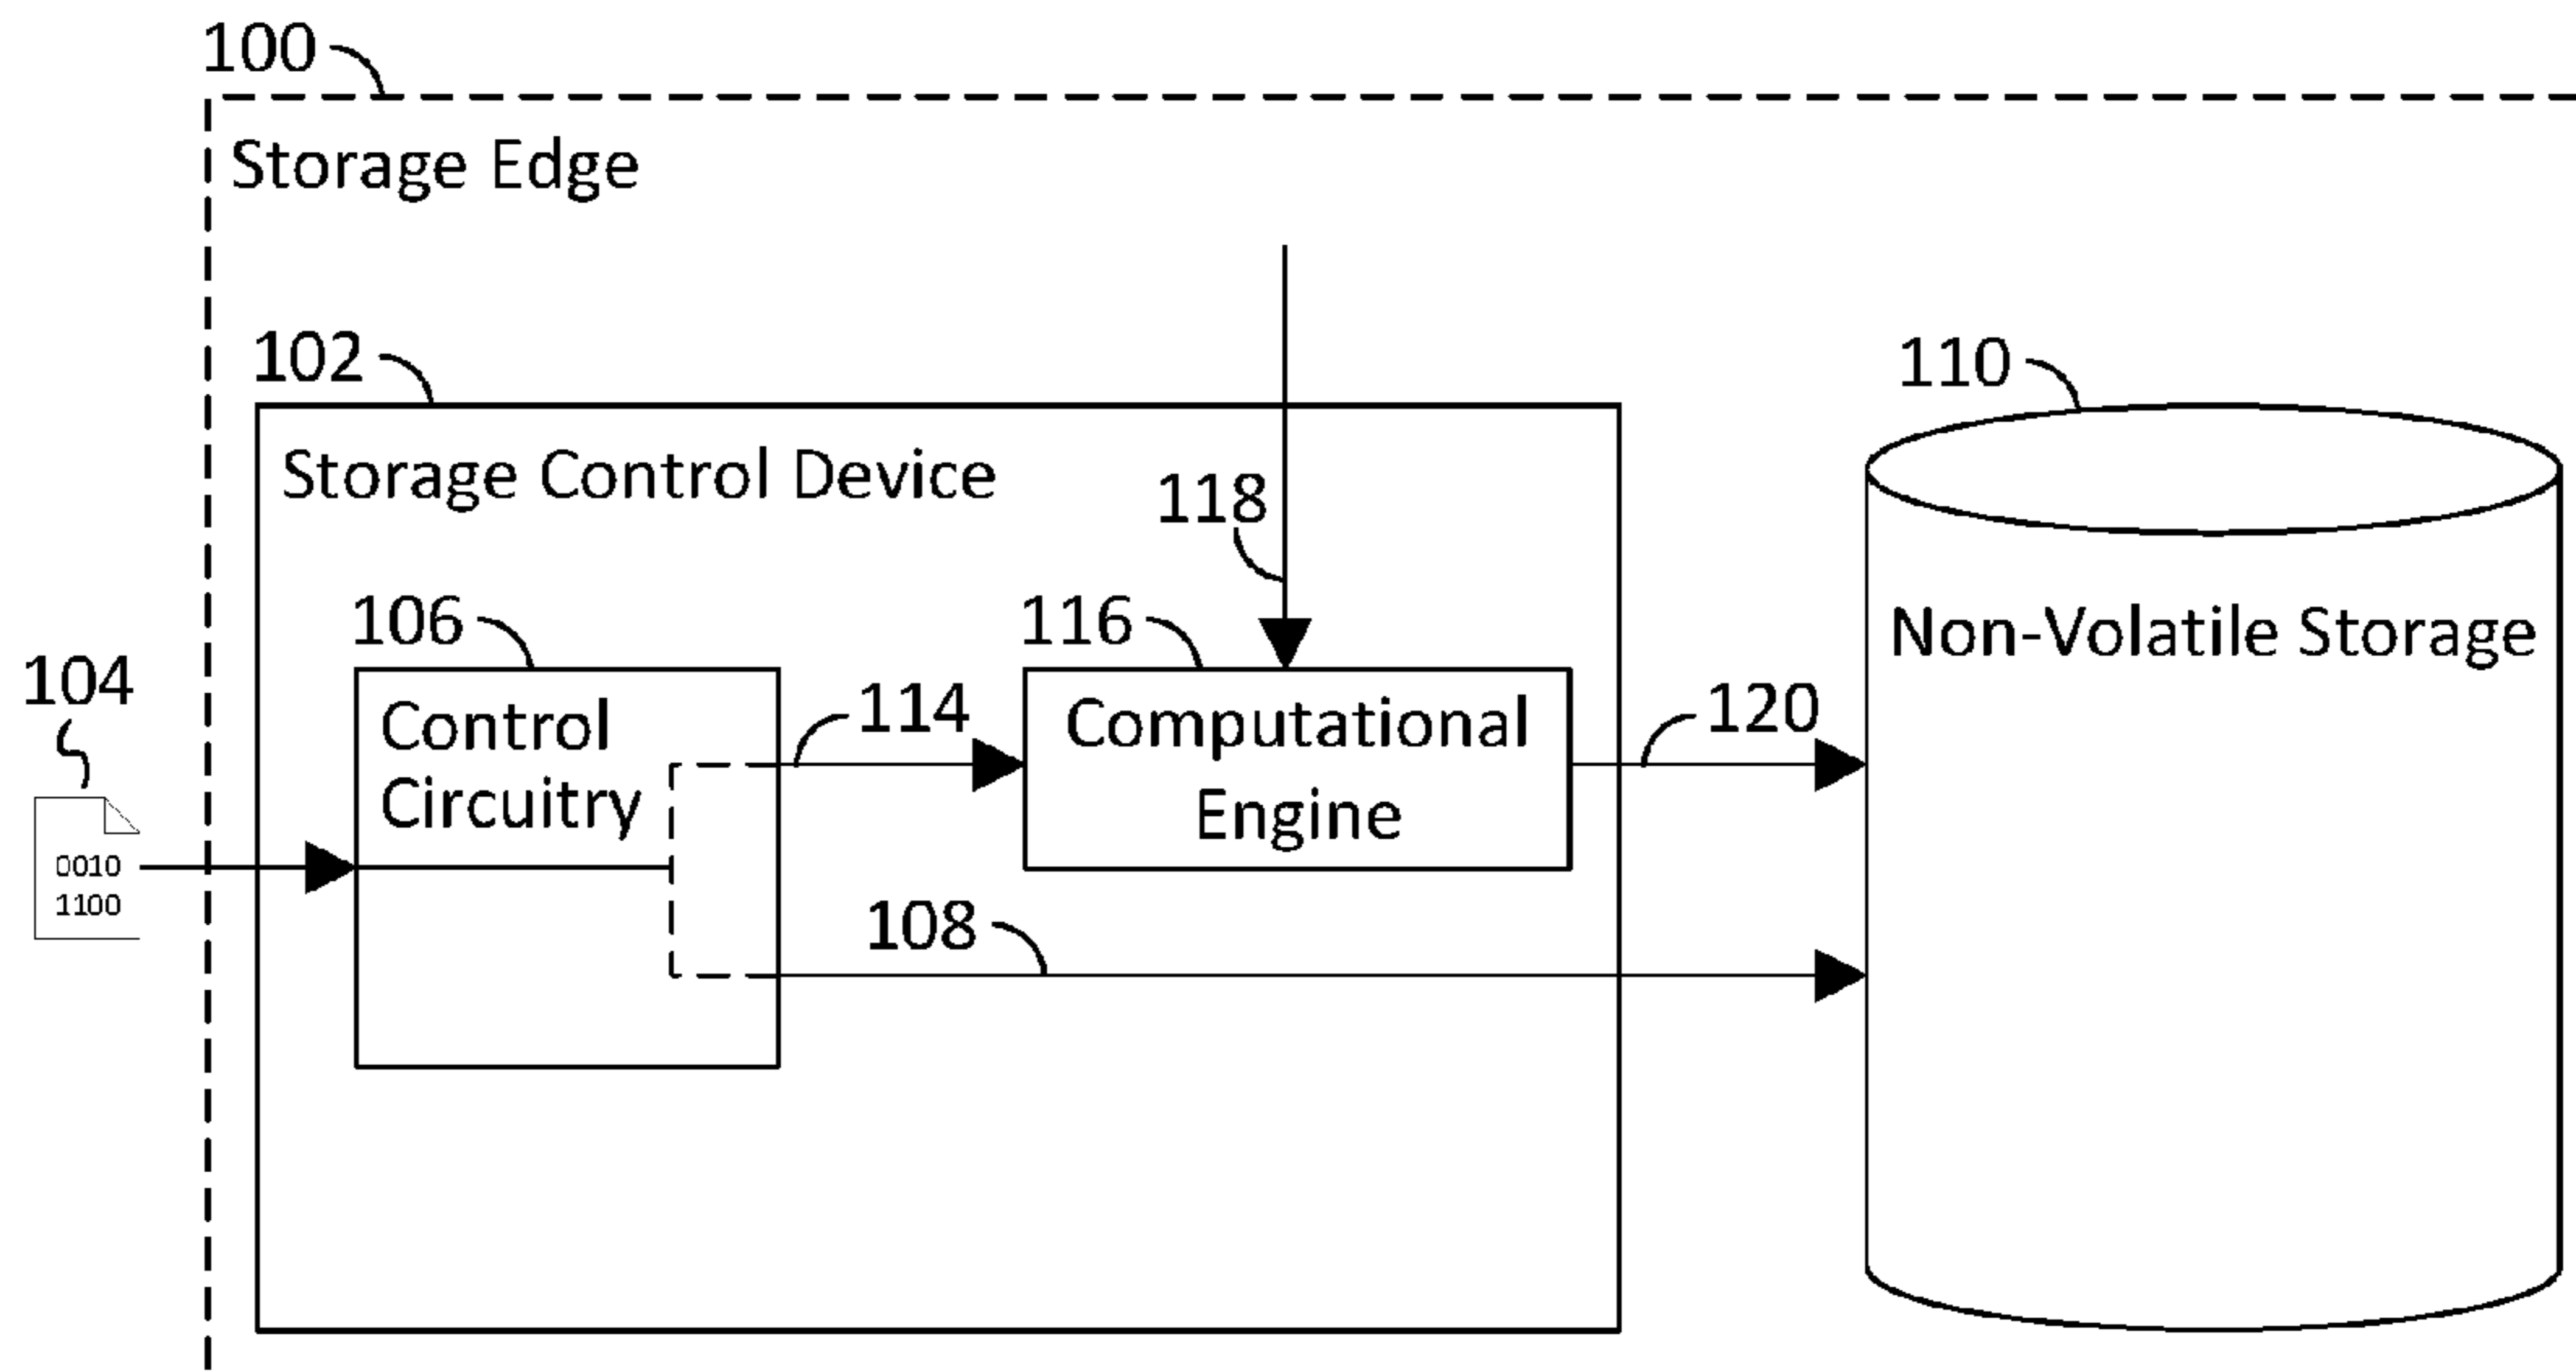 100
Storage Edge
102
110
Storage Control Device
118
Non-Volatile Storage
106
116
104
Control
Circuitry
114
Computational
Engine
120
0010
1100
108